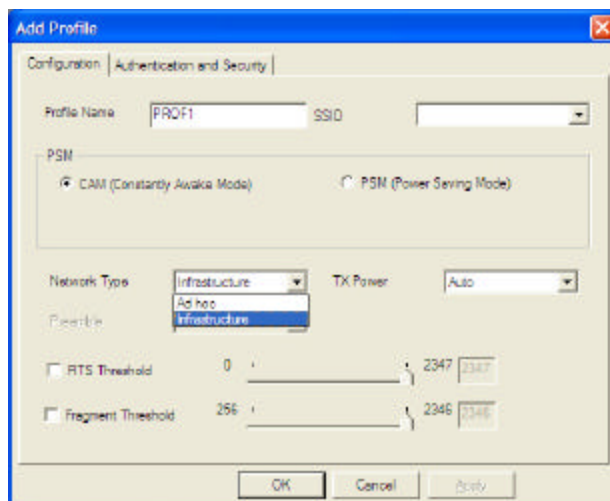 Add Profile
Configuration Authentication and Security
Profile Name PROF1 SSID
PSM
CAM (Constantly Awake Mode) PSM (Power Saving Mode)
Network Type Infrastructure TX Power Auto
Ad hoc
Preamble Infrastructure
RTS Threshold 0 2347 2347
Fragment Threshold 256 2346 2346
OK Cancel Apply